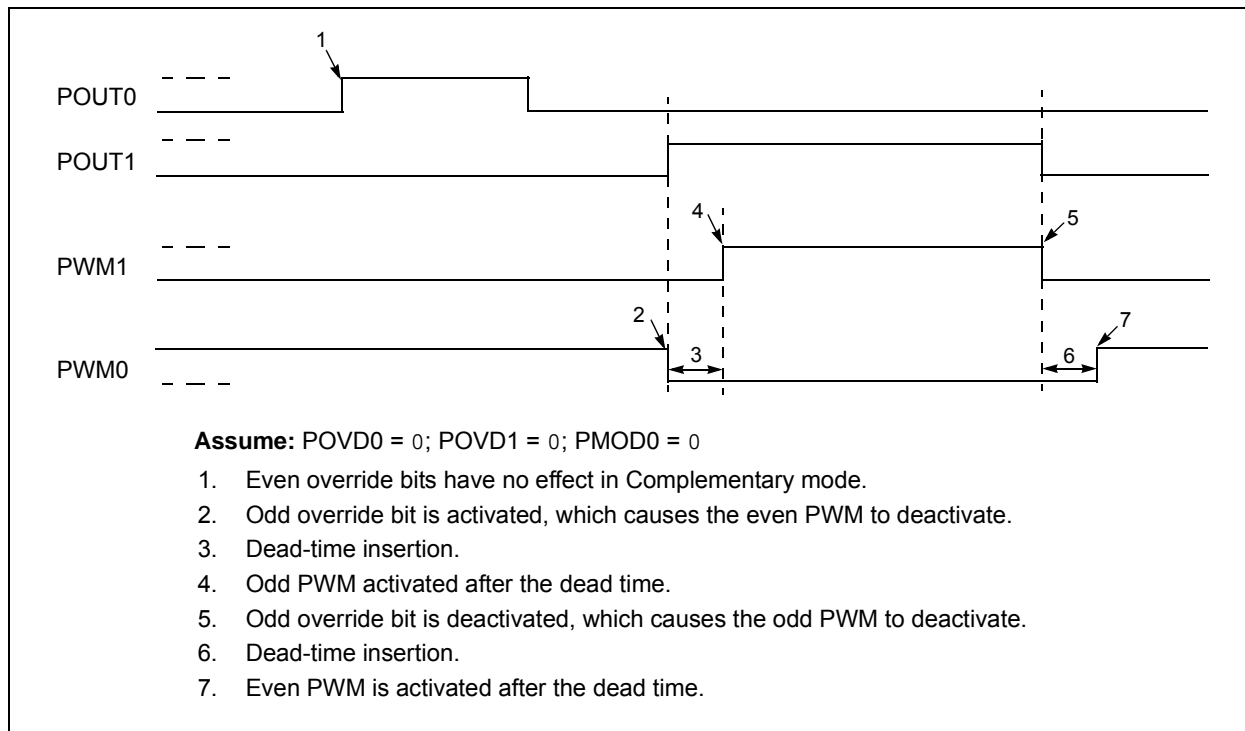 1
POUT0
POUT1
4
5
PWM1
2
7
PWM0
3
6
Assume: POVD0 = 0; POVD1 = 0; PMOD0 = 0
1. Even override bits have no effect in Complementary mode.
2. Odd override bit is activated, which causes the even PWM to deactivate.
3. Dead-time insertion.
4. Odd PWM activated after the dead time.
5. Odd override bit is deactivated, which causes the odd PWM to deactivate.
6. Dead-time insertion.
7. Even PWM is activated after the dead time.